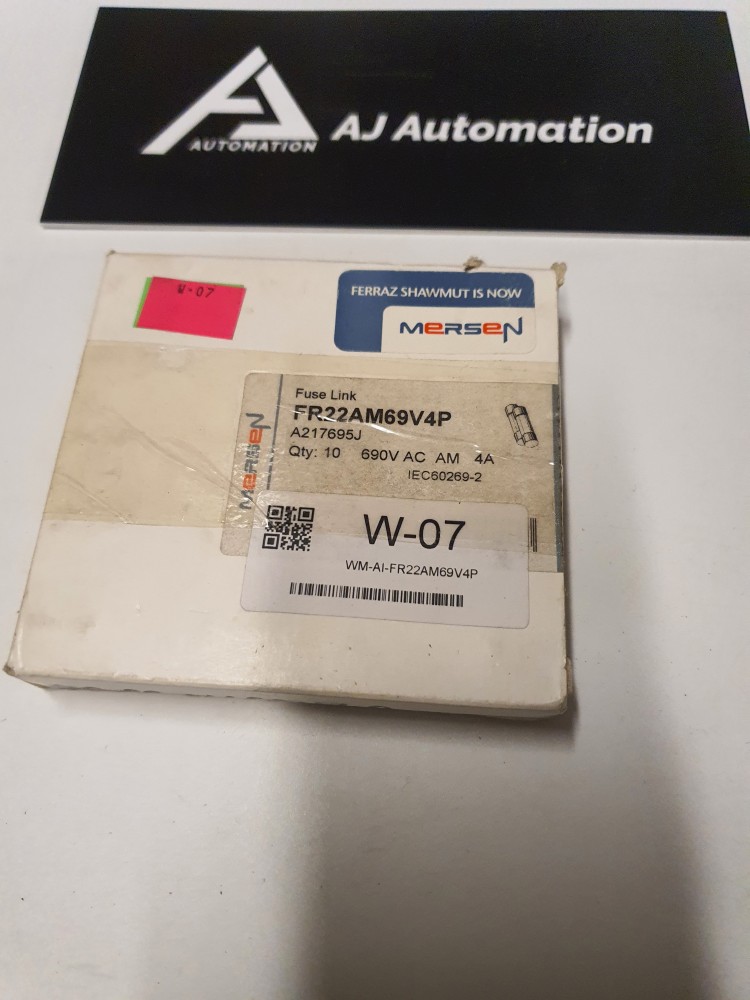 AUTOMATION
AJ Automation
W-07
FERRAZ SHAWMUT IS NOW
MERSEN
Fuse Link
FR22AM69V4P
A217695J
Qty: 10 690V AC AM 4A
IEC60269-2
MERSEN
W-07
WM-AI-FR22AM69V4P